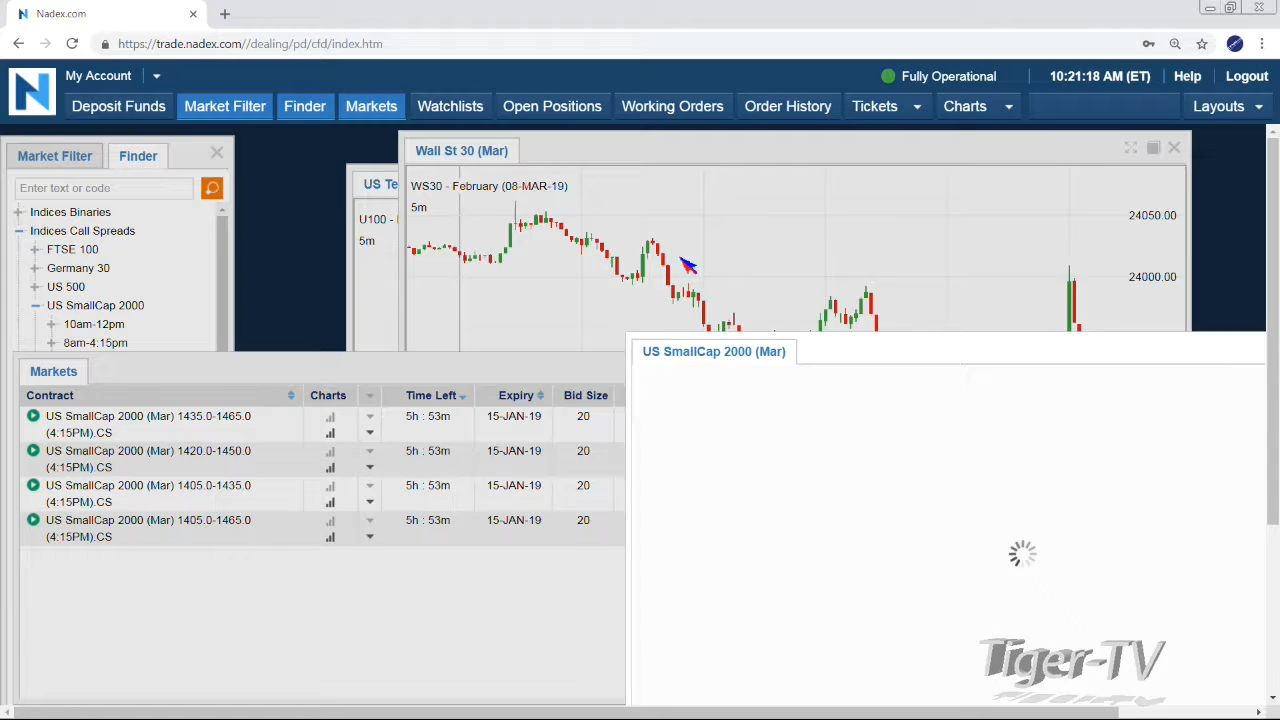 Nadex.com
https://trade.nadex.com//dealing/pd/cfd/index.htm
My Account
Fully Operational
10:21:18 AM (ET)
Help
Logout
Deposit Funds
Market Filter
Finder
Markets
Watchlists
Open Positions
Working Orders
Order History
Tickets
Charts
Layouts
Market Filter
Finder
Enter text or code
Indices Binaries
Indices Call Spreads
FTSE 100
Germany 30
US 500
US SmallCap 2000
10am-12pm
8am-4:15pm
US Te
U100 -
5m
Wall St 30 (Mar)
WS30 - February (08-MAR-19)
5m
24050.00
24000.00
Markets
Contract Charts Time Left Expiry Bid Size
US SmallCap 2000 (Mar) 1435.0-1465.0 5h : 53m 15-JAN-19 20
(4:15PM).CS
US SmallCap 2000 (Mar) 1420.0-1450.0 5h : 53m 15-JAN-19 20
(4:15PM).CS
US SmallCap 2000 (Mar) 1405.0-1435.0 5h : 53m 15-JAN-19 20
(4:15PM).CS
US SmallCap 2000 (Mar) 1405.0-1465.0 5h : 53m 15-JAN-19 20
(4:15PM).CS
US SmallCap 2000 (Mar)
Tiger-TV